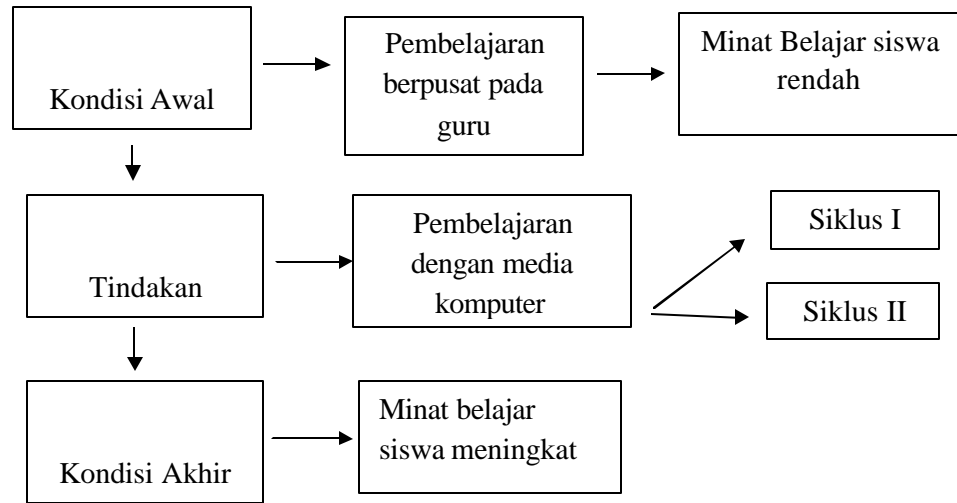 Kondisi Awal
Pembelajaran
berpusat pada
guru
Minat Belajar siswa
rendah
Tindakan
Pembelajaran
dengan media
komputer
Siklus I
Siklus II
Kondisi Akhir
Minat belajar
siswa meningkat